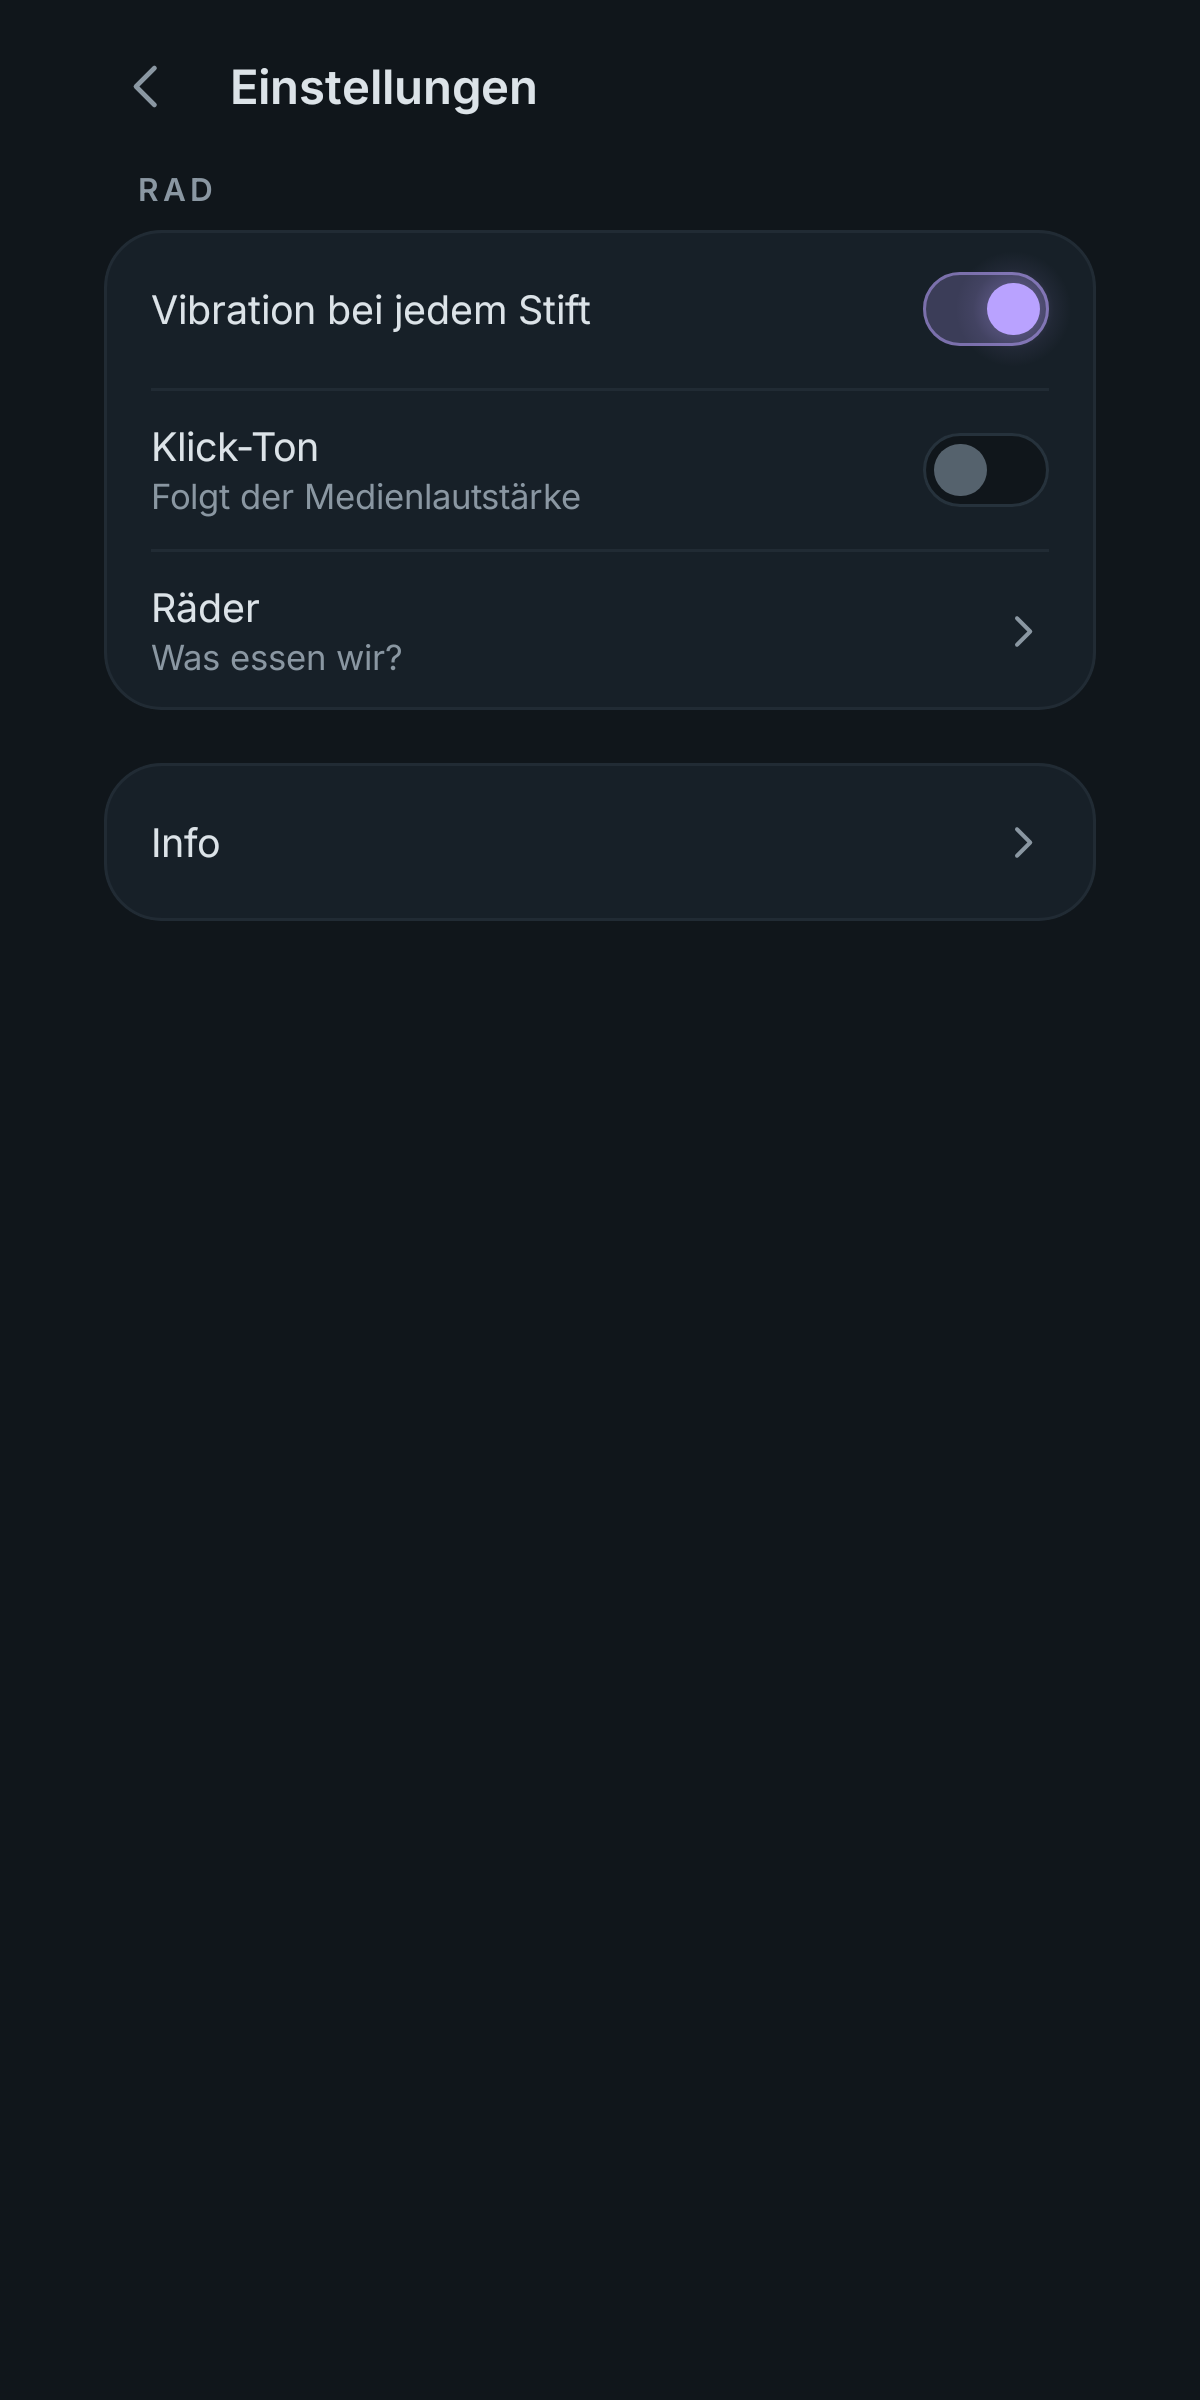 Einstellungen
RAD
Vibration bei jedem Stift
Klick-Ton
Folgt der Medienlautstärke
Räder
Was essen wir?
Info